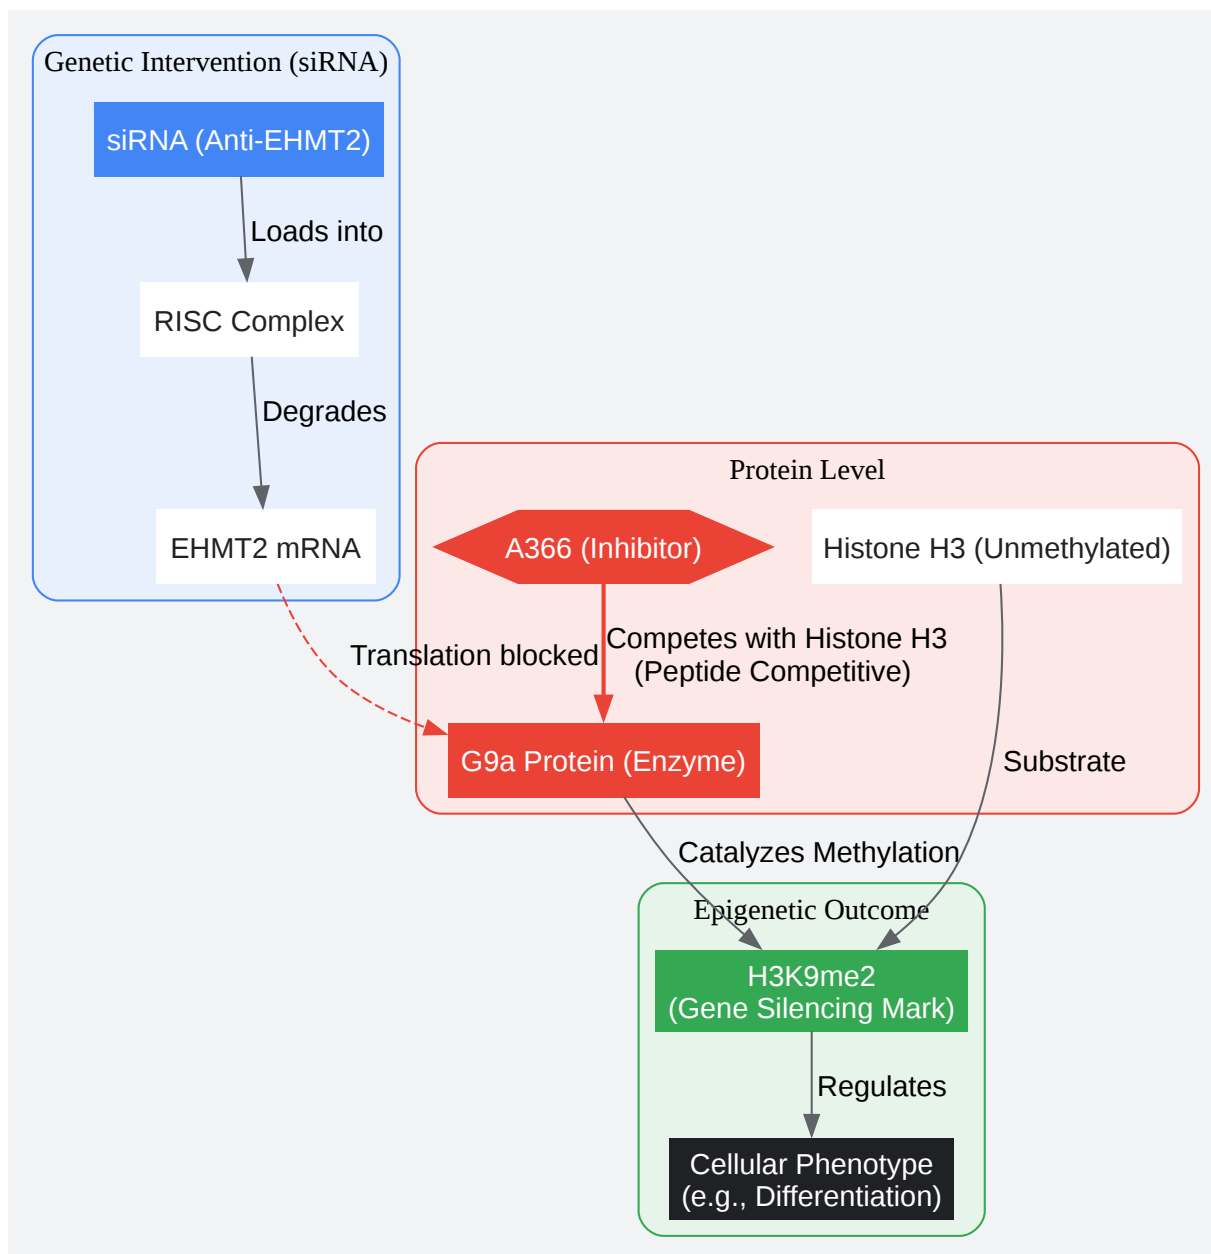 Genetic Intervention (siRNA)
siRNA (Anti-EHMT2)
Loads into
RISC Complex
Degrades
EHMT2 mRNA
Protein Level
A366 (Inhibitor)
Histone H3 (Unmethylated)
Translation blocked
Competes with Histone H3
(Peptide Competitive)
G9a Protein (Enzyme)
Substrate
Catalyzes Methylation
Epigenetic Outcome
H3K9me2
(Gene Silencing Mark)
Regulates
Cellular Phenotype
(e.g., Differentiation)